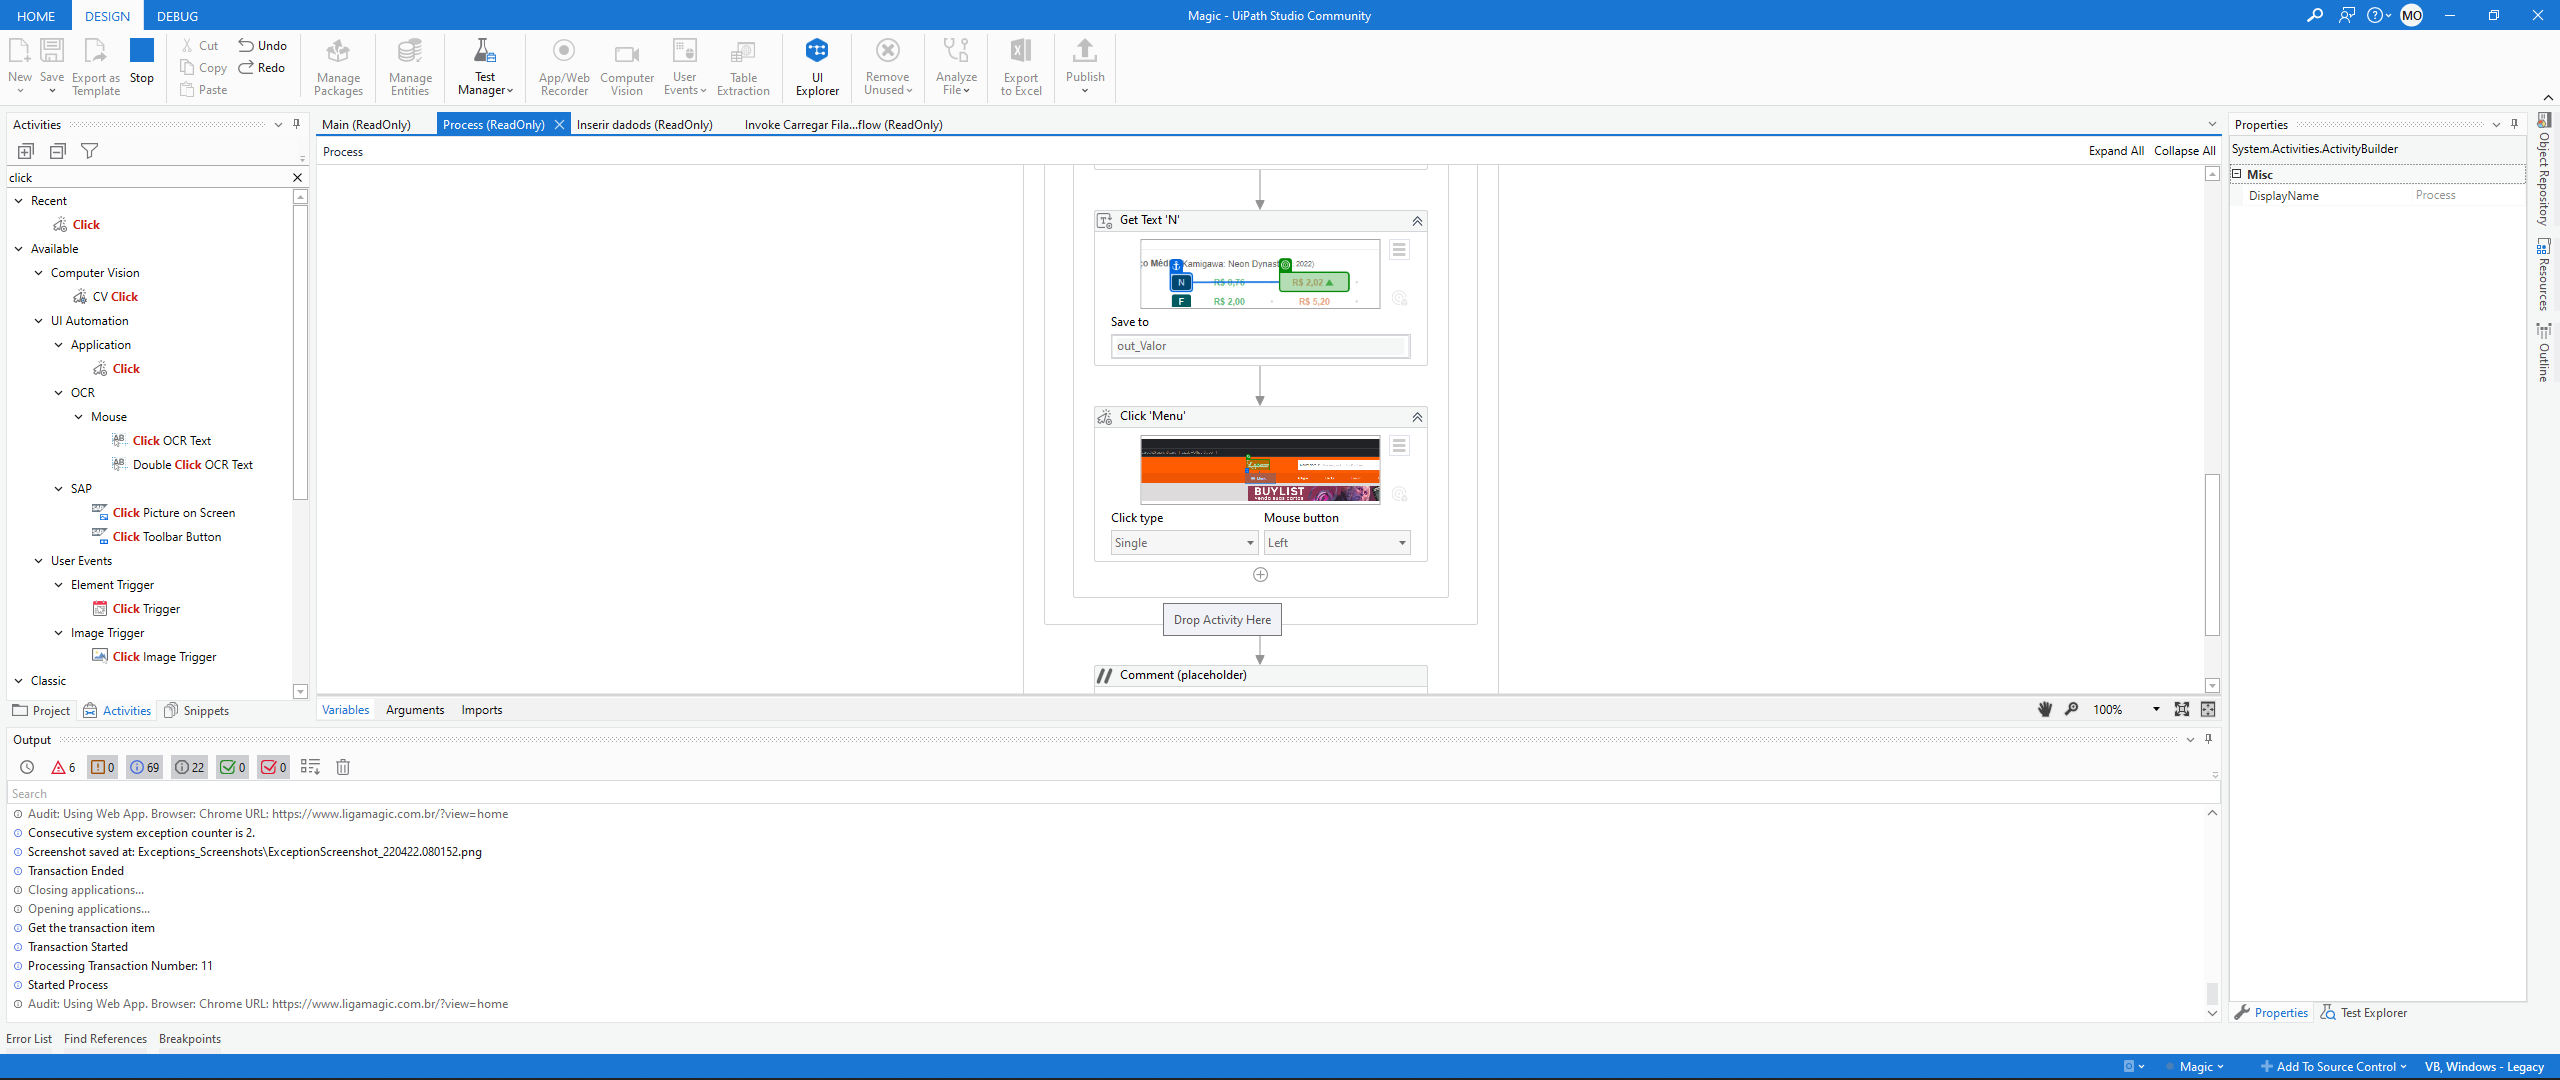 HOME DESIGN DEBUG
Magic - UiPath Studio Community
MO
New
Save
Export as Template
Stop
Cut
Copy
Paste
Undo
Redo
Manage Packages
Manage Entities
Test Manager
App/Web Recorder
Computer Vision
User Events
Table Extraction
UI Explorer
Remove Unused
Analyze File
Export to Excel
Publish
Activities
click
Recent
Click
Available
Computer Vision
CV Click
UI Automation
Application
Click
OCR
Mouse
Click OCR Text
Double Click OCR Text
SAP
Click Picture on Screen
Click Toolbar Button
User Events
Element Trigger
Click Trigger
Image Trigger
Click Image Trigger
Classic
Project Activities Snippets
Main (ReadOnly) Process (ReadOnly) Inserir dadods (ReadOnly) Invoke Carregar Fila...flow (ReadOnly)
Process
Expand All Collapse All
Get Text 'N'
Kamigawa: Neon Dynast 2022)
N R$ 0,76 R$ 2,02
F R$ 2,00 R$ 5,20
Save to
out_Valor
Click 'Menu'
BUYLIST
Click type Mouse button
Single Left
Drop Activity Here
// Comment (placeholder)
Variables Arguments Imports
100%
Properties
System.Activities.ActivityBuilder
Misc
DisplayName Process
Object Repository
Resources
Outline
Properties Test Explorer
Output
6 0 69 22 0 0
Search
Audit: Using Web App. Browser: Chrome URL: https://www.ligamagic.com.br/?view=home
Consecutive system exception counter is 2.
Screenshot saved at: Exceptions_Screenshots\ExceptionScreenshot_220422.080152.png
Transaction Ended
Closing applications...
Opening applications...
Get the transaction item
Transaction Started
Processing Transaction Number: 11
Started Process
Audit: Using Web App. Browser: Chrome URL: https://www.ligamagic.com.br/?view=home
Error List Find References Breakpoints
Magic Add To Source Control VB, Windows - Legacy